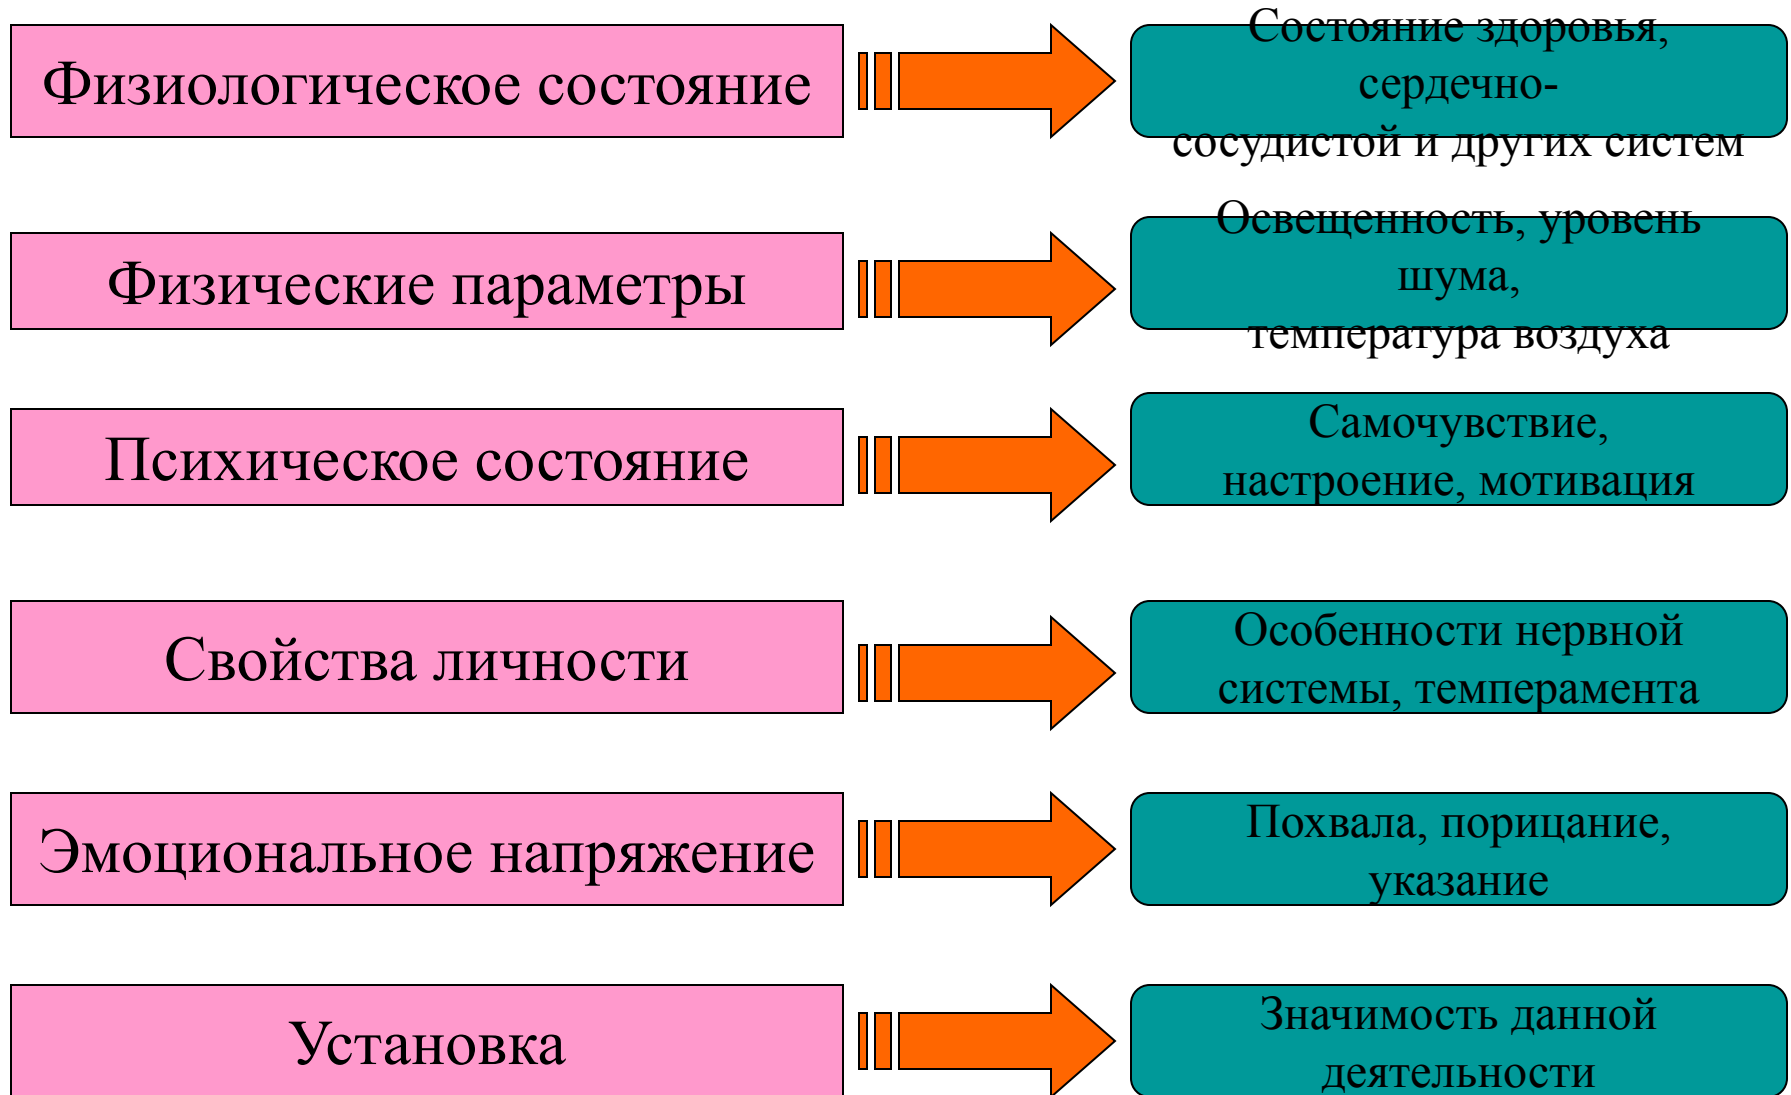 Физиологическое состояние
Состояние здоровья,
сердечно-
сосудистой и других систем
Физические параметры
Освещенность, уровень
шума,
температура воздуха
Психическое состояние
Самочувствие,
настроение, мотивация
Свойства личности
Особенности нервной
системы, темперамента
Эмоциональное напряжение
Похвала, порицание,
указание
Установка
Значимость данной
деятельности